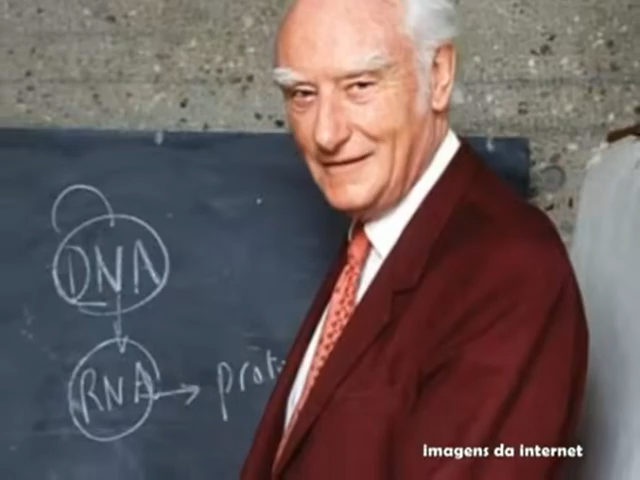 DNA
RNA → prot
Imagens da internet